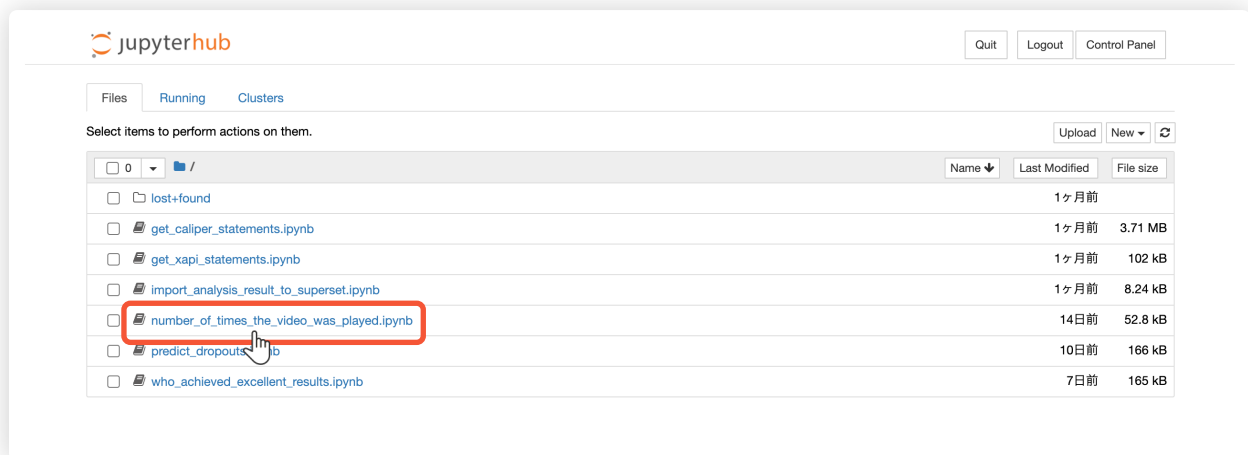 jupyterhub Quit Logout Control Panel
Files Running Clusters
Select items to perform actions on them. Upload New
0 / Name Last Modified File size
lost+found 1ヶ月前
get_caliper_statements.ipynb 1ヶ月前 3.71 MB
get_xapi_statements.ipynb 1ヶ月前 102 kB
import_analysis_result_to_superset.ipynb 1ヶ月前 8.24 kB
number_of_times_the_video_was_played.ipynb 14日前 52.8 kB
predict_dropouts 10日前 166 kB
who_achieved_excellent_results.ipynb 7日前 165 kB